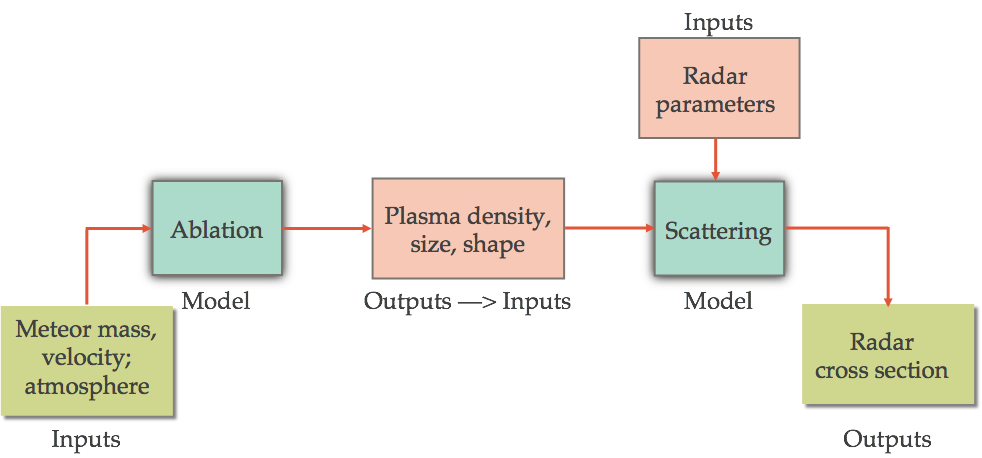 Inputs
Radar
parameters
Ablation
Plasma density,
size, shape
Scattering
Model
Outputs —> Inputs
Model
Meteor mass,
velocity;
atmosphere
Radar
cross section
Inputs
Outputs